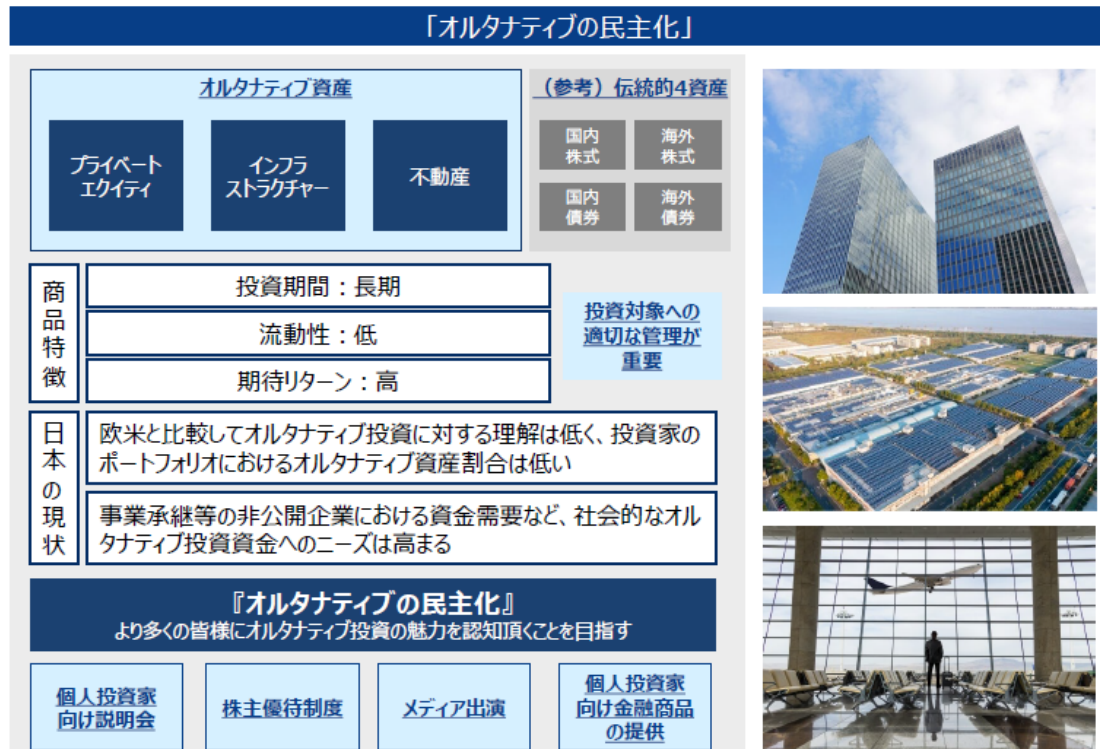 「オルタナティブの民主化」
オルタナティブ資産
プライベート
エクイティ
インフラ
ストラクチャー
不動産
（参考）伝統的4資産
国内
株式
海外
株式
国内
債券
海外
債券
商品特徴
投資期間：長期
流動性：低
期待リターン：高
投資対象への
適切な管理が
重要
日本の現状
欧米と比較してオルタナティブ投資に対する理解は低く、投資家の
ポートフォリオにおけるオルタナティブ資産割合は低い
事業承継等の非公開企業における資金需要など、社会的なオル
タナティブ投資資金へのニーズは高まる
『オルタナティブの民主化』
より多くの皆様にオルタナティブ投資の魅力を認知頂くことを目指す
個人投資家
向け説明会
株主優待制度
メディア出演
個人投資家
向け金融商品
の提供